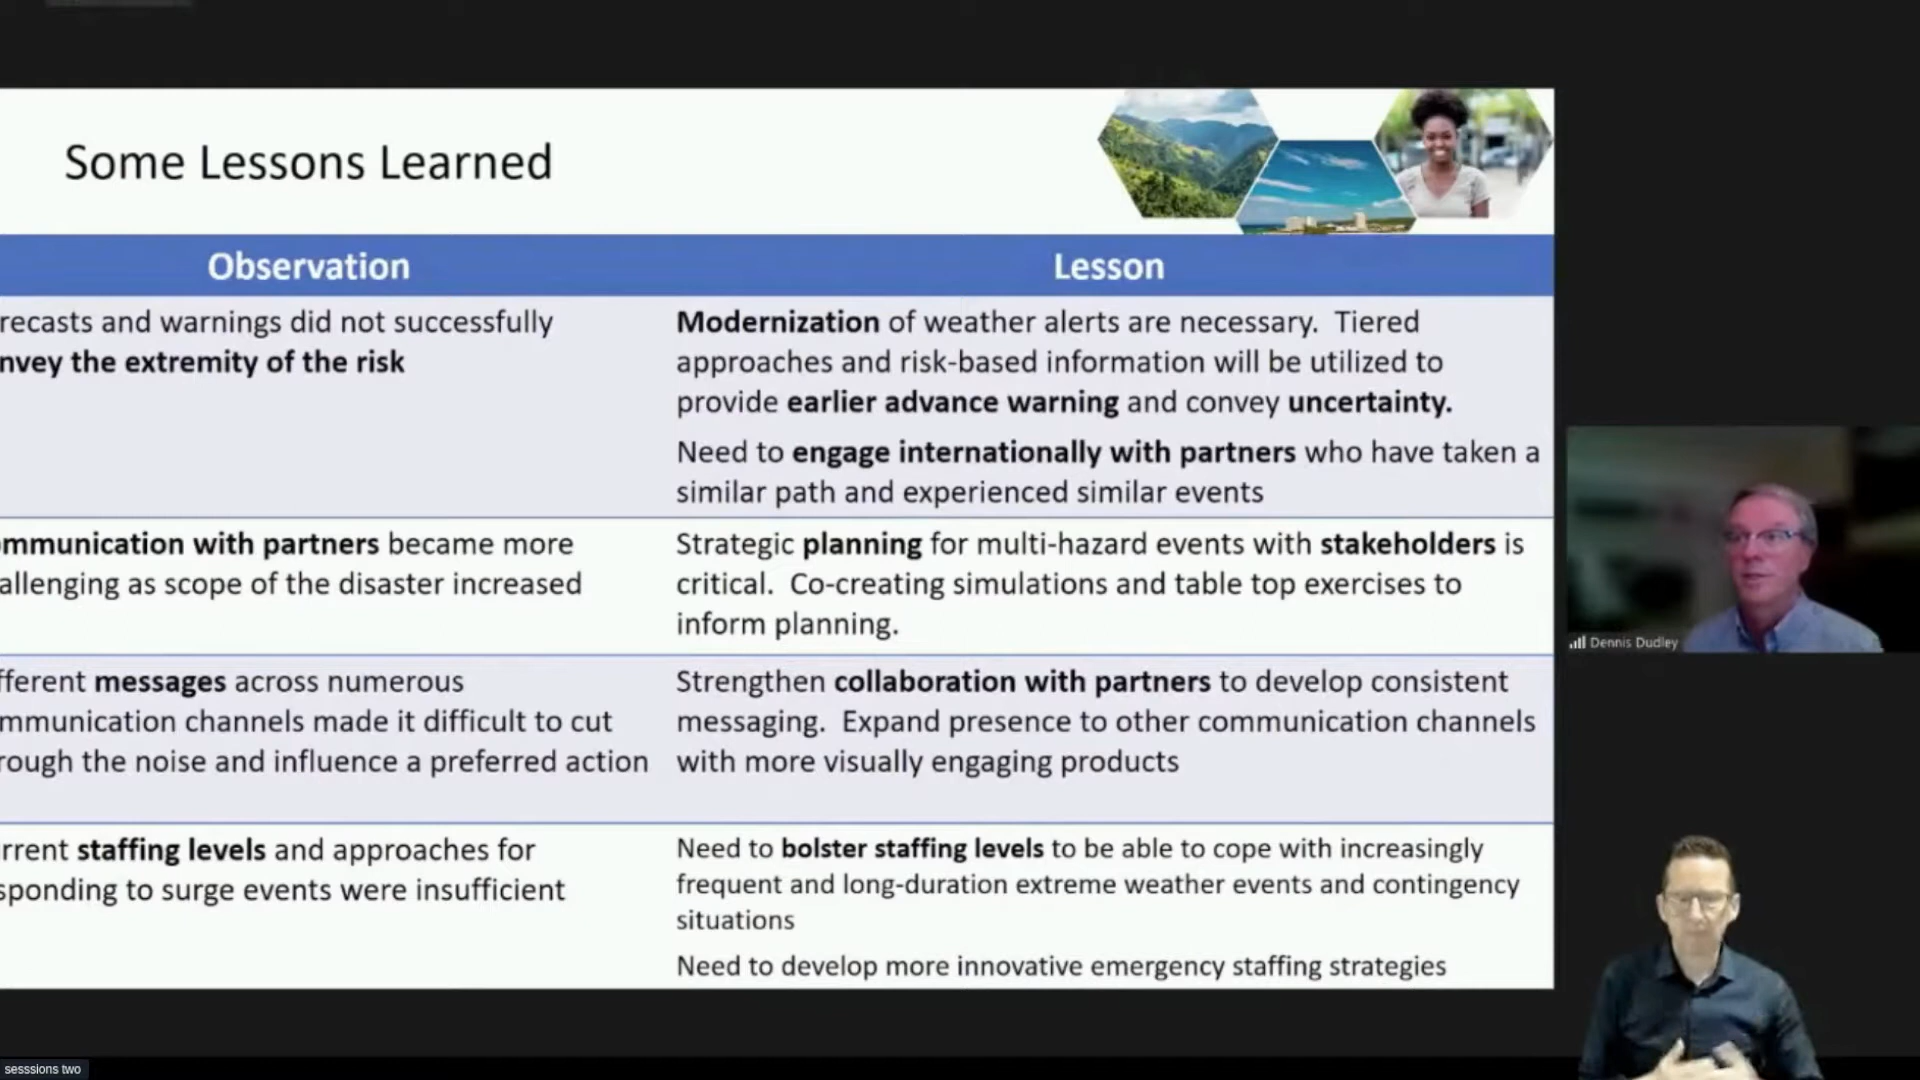 Some Lessons Learned
Observation
Lesson
recasts and warnings did not successfully
nvey the extremity of the risk
Modernization of weather alerts are necessary. Tiered
approaches and risk-based information will be utilized to
provide earlier advance warning and convey uncertainty.
Need to engage internationally with partners who have taken a
similar path and experienced similar events
mmunication with partners became more
allenging as scope of the disaster increased
Strategic planning for multi-hazard events with stakeholders is
critical. Co-creating simulations and table top exercises to
inform planning.
fferent messages across numerous
mmunication channels made it difficult to cut
rough the noise and influence a preferred action
Strengthen collaboration with partners to develop consistent
messaging. Expand presence to other communication channels
with more visually engaging products
rrent staffing levels and approaches for
sponding to surge events were insufficient
Need to bolster staffing levels to be able to cope with increasingly
frequent and long-duration extreme weather events and contingency
situations
Need to develop more innovative emergency staffing strategies
Dennis Dudley
sesssions two